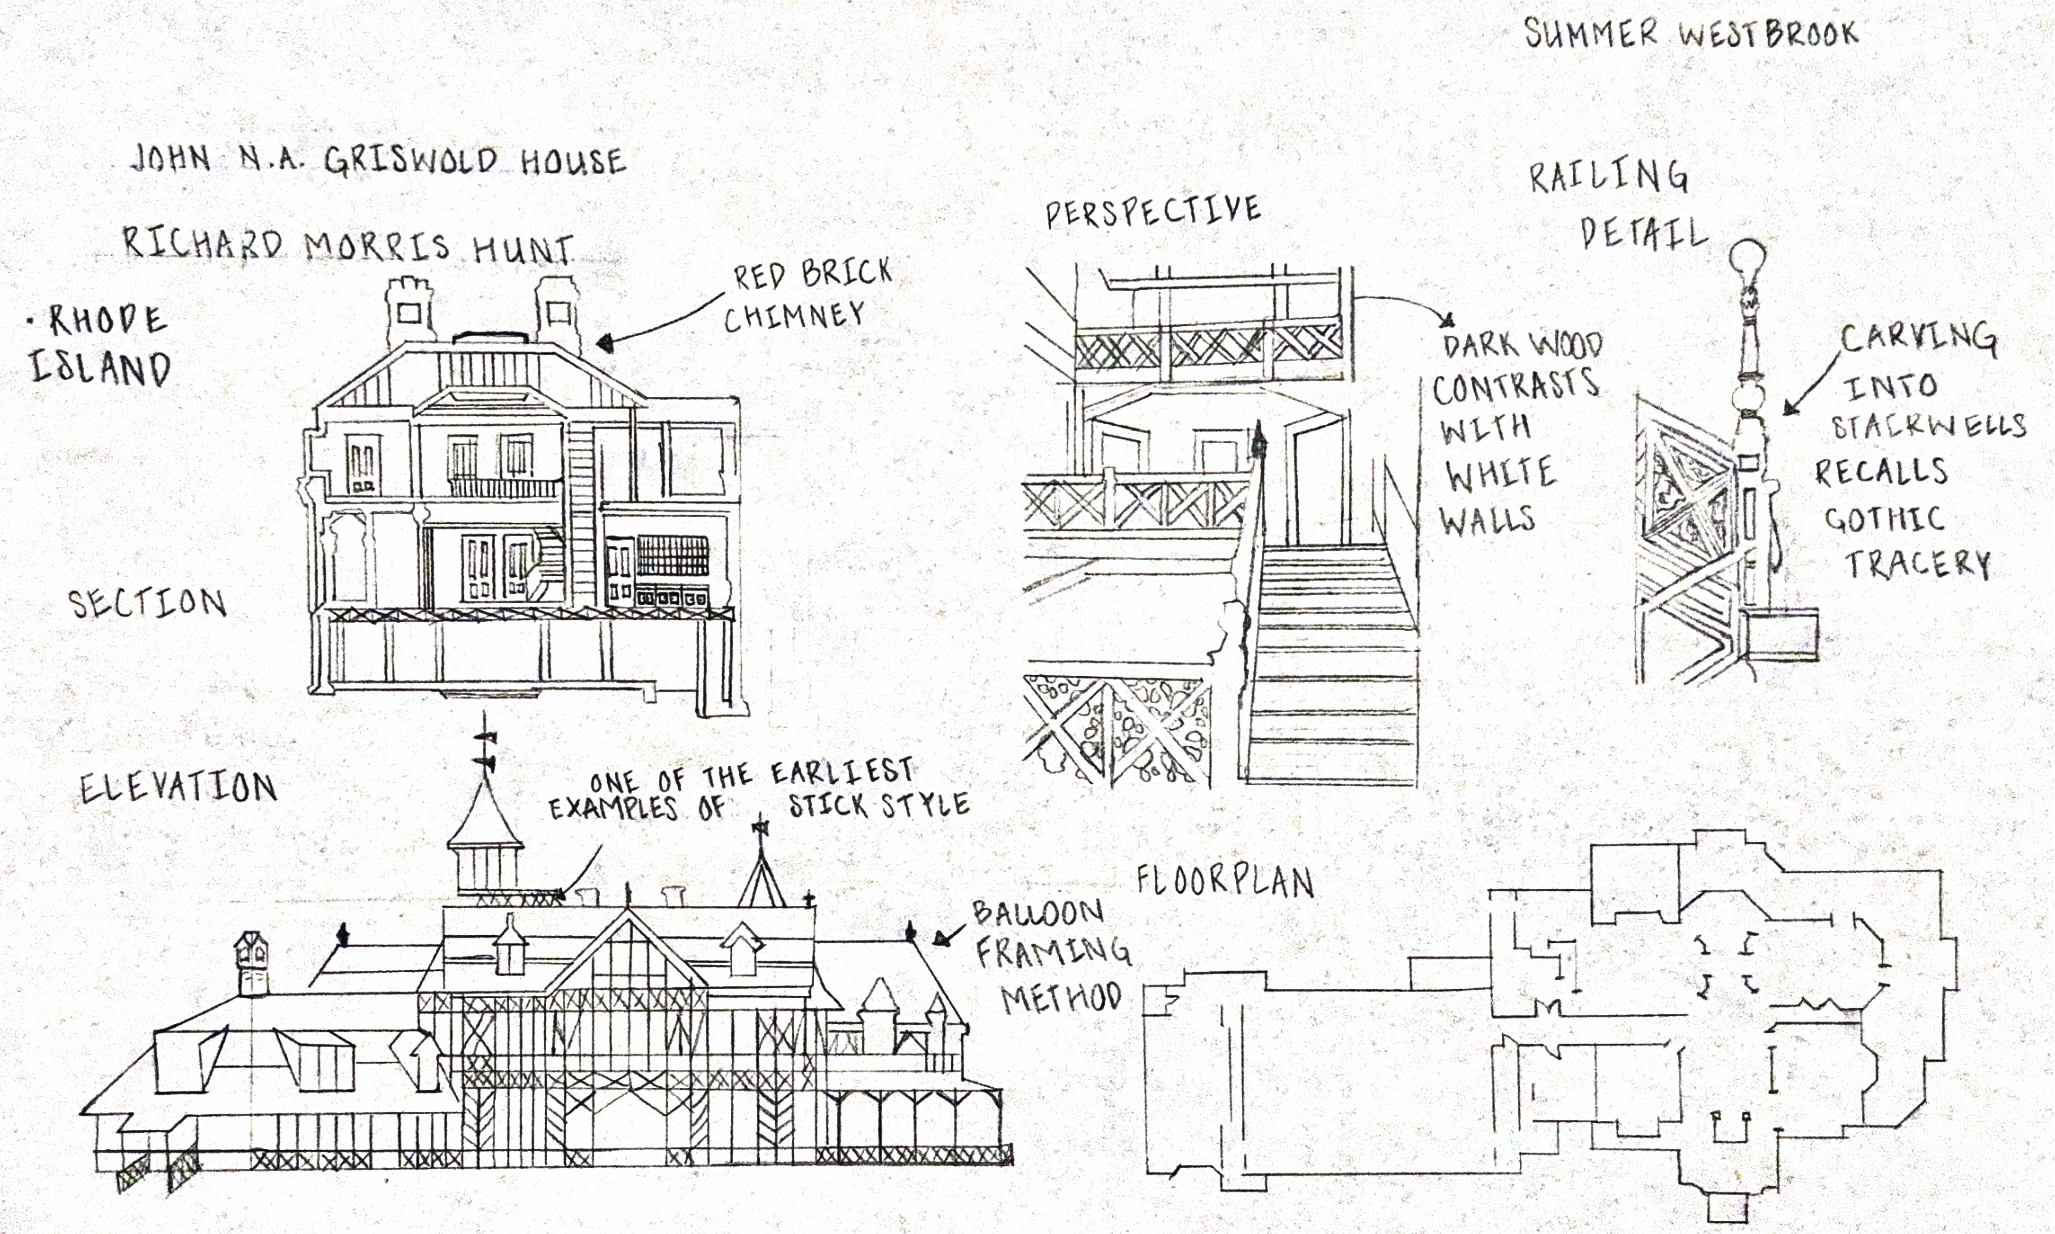 SUMMER WESTBROOK
JOHN N.A. GRISWOLD HOUSE
RICHARD MORRIS HUNT
• RHODE
ISLAND
RED BRICK
CHIMNEY
SECTION
PERSPECTIVE
DARK WOOD
CONTRASTS
WITH
WHITE
WALLS
RAILING
DETAIL
CARVING
INTO
STAIRWELLS
RECALLS
GOTHIC
TRACERY
ELEVATION
ONE OF THE EARLIEST
EXAMPLES OF STICK STYLE
BALLOON
FRAMING
METHOD
FLOORPLAN